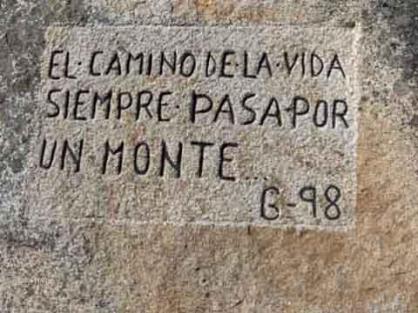 EL·CAMINO DE·LA·VIDA
SIEMPRE·PASA·POR
UN·MONTE...
G-98